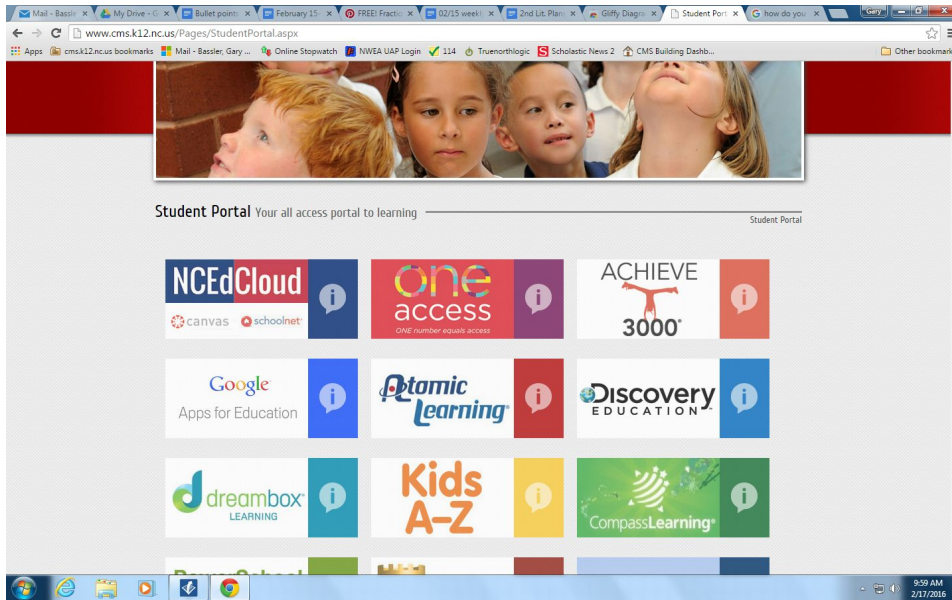 Mail - Bassle
My Drive - G
Bullet points
February 15-
FREE! Fractic
02/15 weekl
2nd Lit. Plan
Gliffy Diagra
Student Port
how do you
Gary
www.cms.k12.nc.us/Pages/StudentPortal.aspx
Apps cms.k12.nc.us bookmarks Mail - Bassler, Gary ... Online Stopwatch NWEA UAP Login 114 Truenorthlogic Scholastic News 2 CMS Building Dashb... Other bookmark
Student Portal Your all access portal to learning
Student Portal
NCEdCloud
canvas schoolnet
one
access
ONE number equals access
ACHIEVE
3000®
Google
Apps for Education
Atomic
Learning®
Discovery
EDUCATION™
dreambox®
LEARNING
Kids
A-Z
CompassLearning®
PowerSchool
9:59 AM
2/17/2016